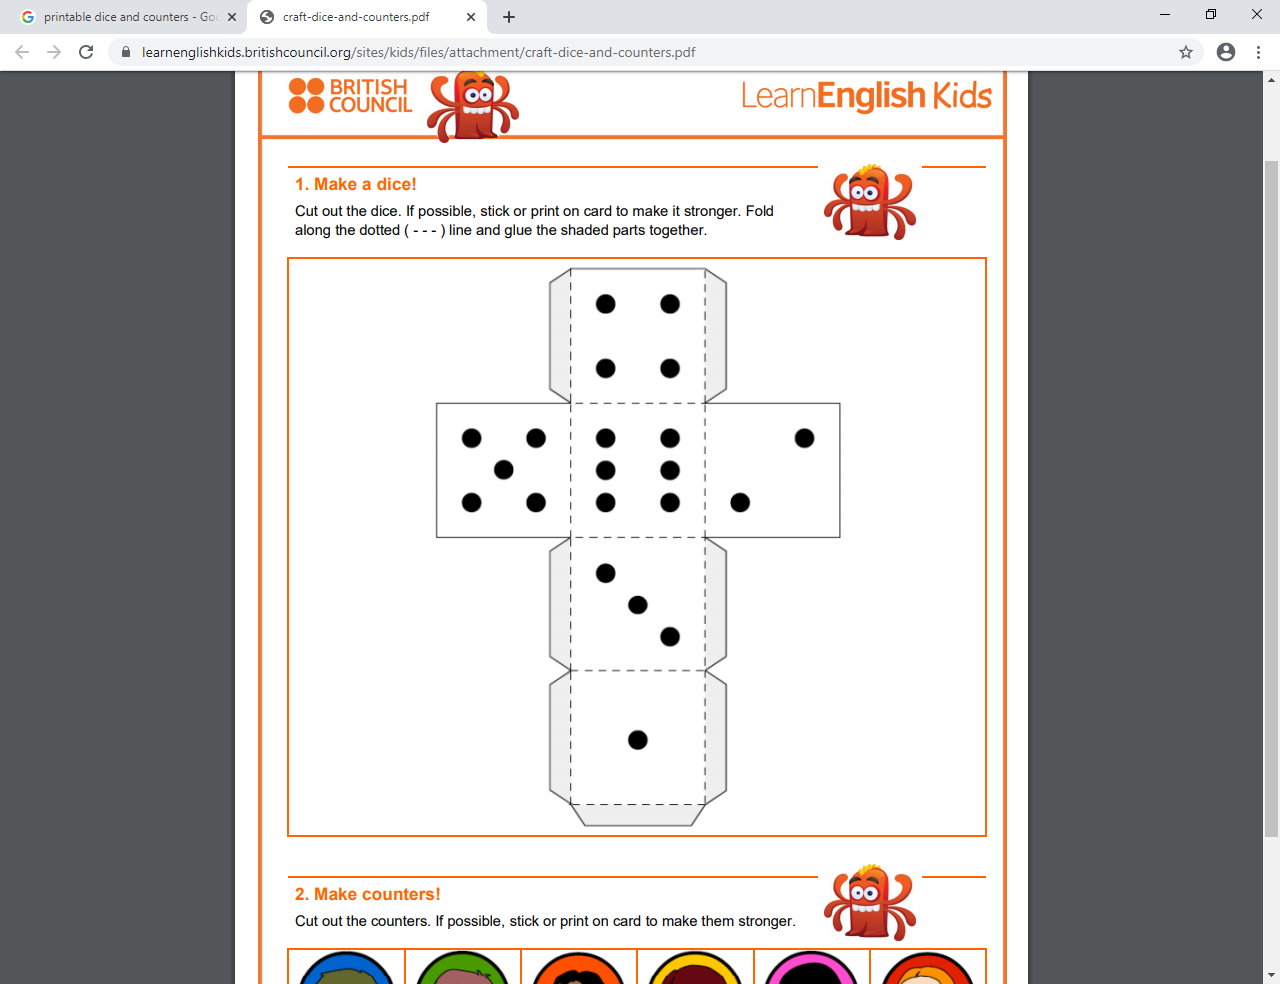 printable dice and counters - Go
craft-dice-and-counters.pdf
learnenglishkids.britishcouncil.org/sites/kids/files/attachment/craft-dice-and-counters.pdf
BRITISH
COUNCIL
LearnEnglish Kids
1. Make a dice!
Cut out the dice. If possible, stick or print on card to make it stronger. Fold
along the dotted ( - - - ) line and glue the shaded parts together.
2. Make counters!
Cut out the counters. If possible, stick or print on card to make them stronger.